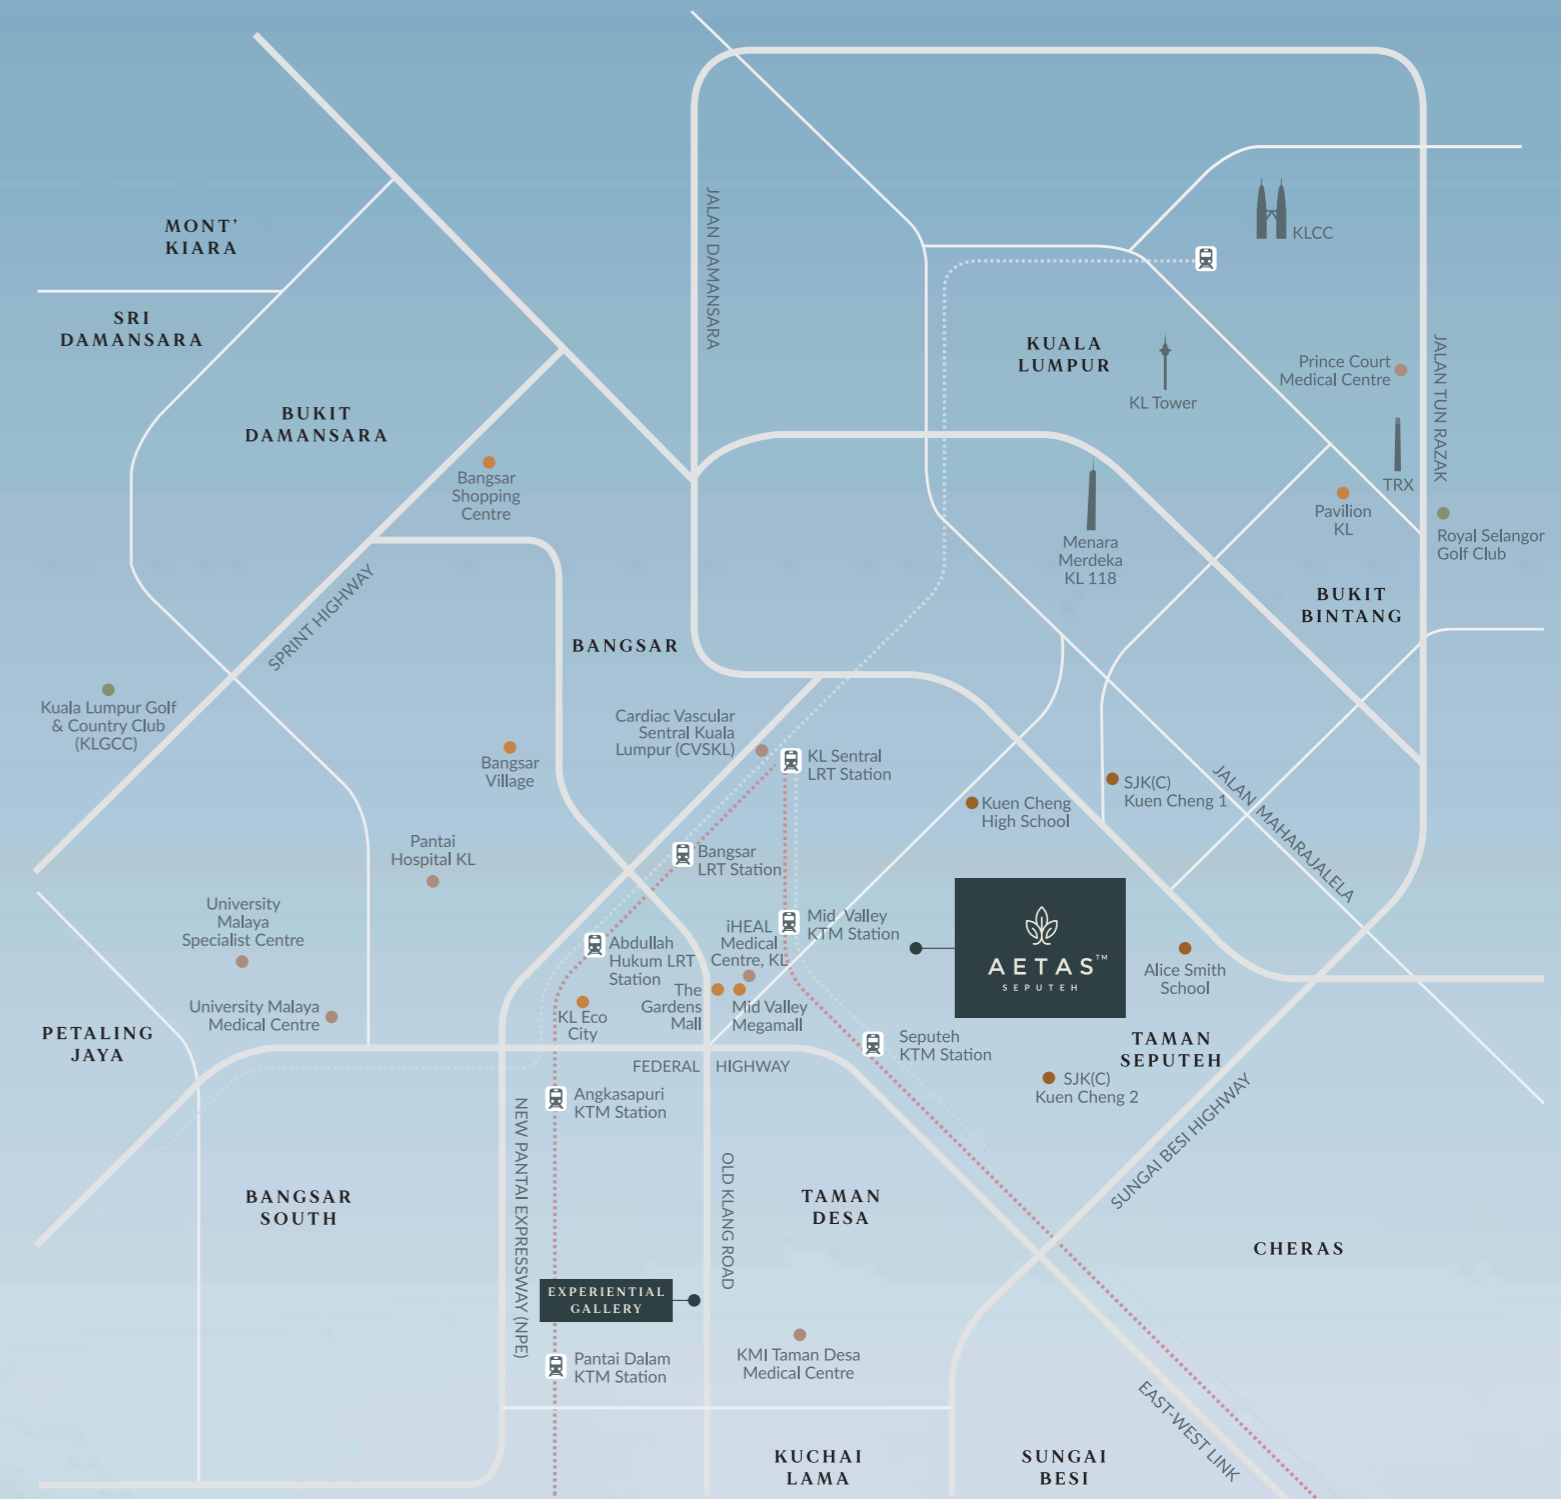 MONT'
KIARA
SRI
DAMANSARA
BUKIT
DAMANSARA
JALAN DAMANSARA
KLCC
KUALA
LUMPUR
KL Tower
Prince Court
Medical Centre
JALAN TUN RAZAK
TRX
Pavilion
KL
Royal Selangor
Golf Club
Menara
Merdeka
KL 118
BUKIT
BINTANG
Bangsar
Shopping
Centre
SPRINT HIGHWAY
BANGSAR
Kuala Lumpur Golf
& Country Club
(KLGCC)
Bangsar
Village
Cardiac Vascular
Sentral Kuala
Lumpur (CVSKL)
KL Sentral
LRT Station
Kuen Cheng
High School
SJK(C)
Kuen Cheng 1
JALAN MAHARAJALELA
Pantai
Hospital KL
Bangsar
LRT Station
University
Malaya
Specialist Centre
Abdullah
Hukum LRT
Station
iHEAL
Medical
Centre, KL
Mid Valley
KTM Station
AETAS™
SEPUTEH
Alice Smith
School
University Malaya
Medical Centre
PETALING
JAYA
KL Eco
City
The
Gardens
Mall
Mid Valley
Megamall
Seputeh
KTM Station
TAMAN
SEPUTEH
FEDERAL HIGHWAY
SJK(C)
Kuen Cheng 2
Angkasapuri
KTM Station
NEW PANTAI EXPRESSWAY (NPE)
OLD KLANG ROAD
SUNGAI BESI HIGHWAY
BANGSAR
SOUTH
TAMAN
DESA
CHERAS
EXPERIENTIAL
GALLERY
Pantai Dalam
KTM Station
KMI Taman Desa
Medical Centre
EAST-WEST LINK
KUCHAI
LAMA
SUNGAI
BESI